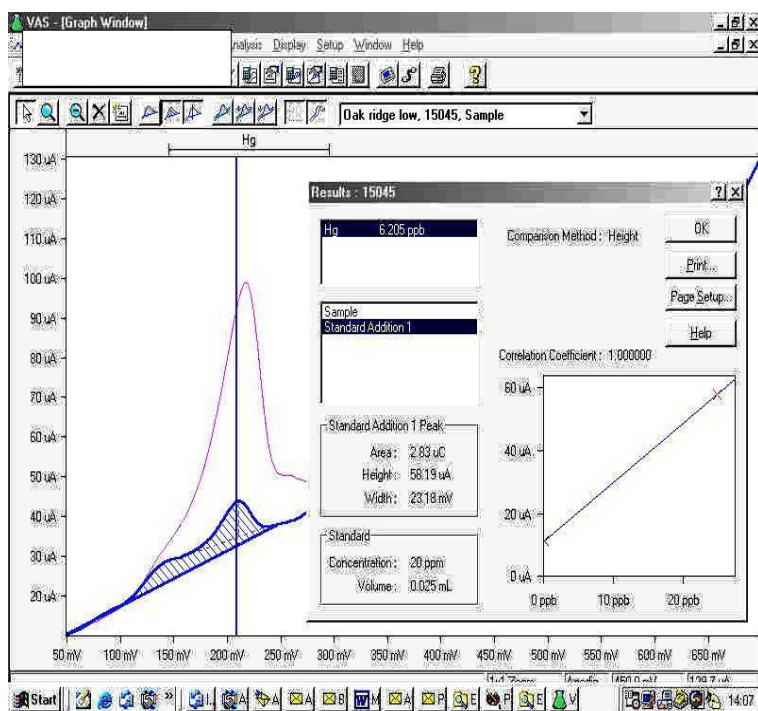 VAS - [Graph Window]
Analysis Display Setup Window Help
Oak ridge low, 15045, Sample
Hg
130 uA
120 uA
110 uA
100 uA
90 uA
80 uA
70 uA
60 uA
50 uA
40 uA
30 uA
20 uA
50 mV 100 mV 150 mV 200 mV 250 mV 300 mV 350 mV 400 mV 450 mV 500 mV 550 mV 600 mV 650 mV
Results : 15045
Hg 6.205 ppb
Sample
Standard Addition 1
Standard Addition 1 Peak
Area : 2.83 uC
Height : 58.19 uA
Width : 23.18 mV
Standard
Concentration : 20 ppm
Volume : 0.025 mL
Comparison Method : Height
OK
Print...
Page Setup...
Help
Correlation Coefficient : 1.000000
60 uA
40 uA
20 uA
0 uA
0 ppb 10 ppb 20 ppb
Start
14:07